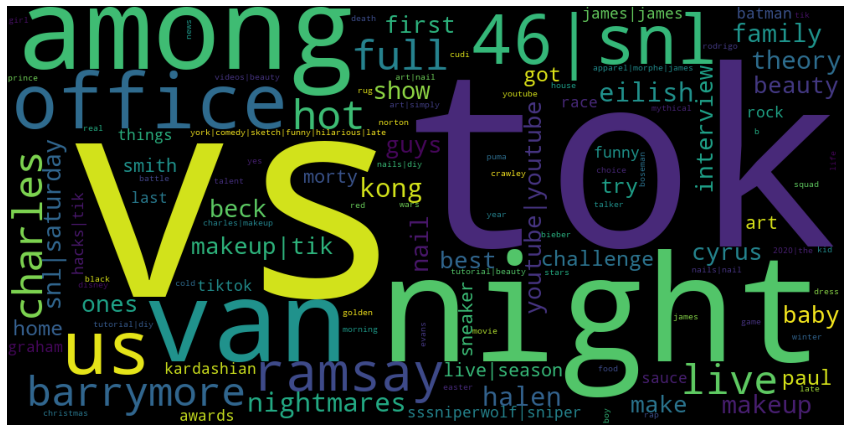 among
46|snl
james|james
batman
tik
girl
news
death
cudi
first
family
rodrigo
full
theory
prince
videos|beauty
art|nail
apparel|morphe|james
got
office
rug
show
youtube
house
eilish
beauty
hot
art|simply
race
mythical
real
things
york|comedy|sketch|funny|hilarious|late
norton
rock
b
guys
interview
vs
tok
charles
snl|saturday
smith
yes
nails|diy
puma
funny
choice
boseman
life
battle
talent
morty
kong
crawley
try
talker
squad
last
red
wars
hacks|tik
beck
charles|makeup
year
nail
youtube|youtube
art
makeup|tik
bieber
best
challenge
cyrus
2020|the
kid
tutorial|beauty
stars
nails|nail
black
disney
cold
tiktok
dress
ones
van
night
golden
sneaker
james
game
baby
home
tutorial|diy
morning
evans
movie
winter
us
graham
kardashian
ramsay
live|season
food
sauce
live
paul
barrymore
easter
halen
make
makeup
late
christmas
awards
nightmares
sssniperwolf|sniper
boy
rap